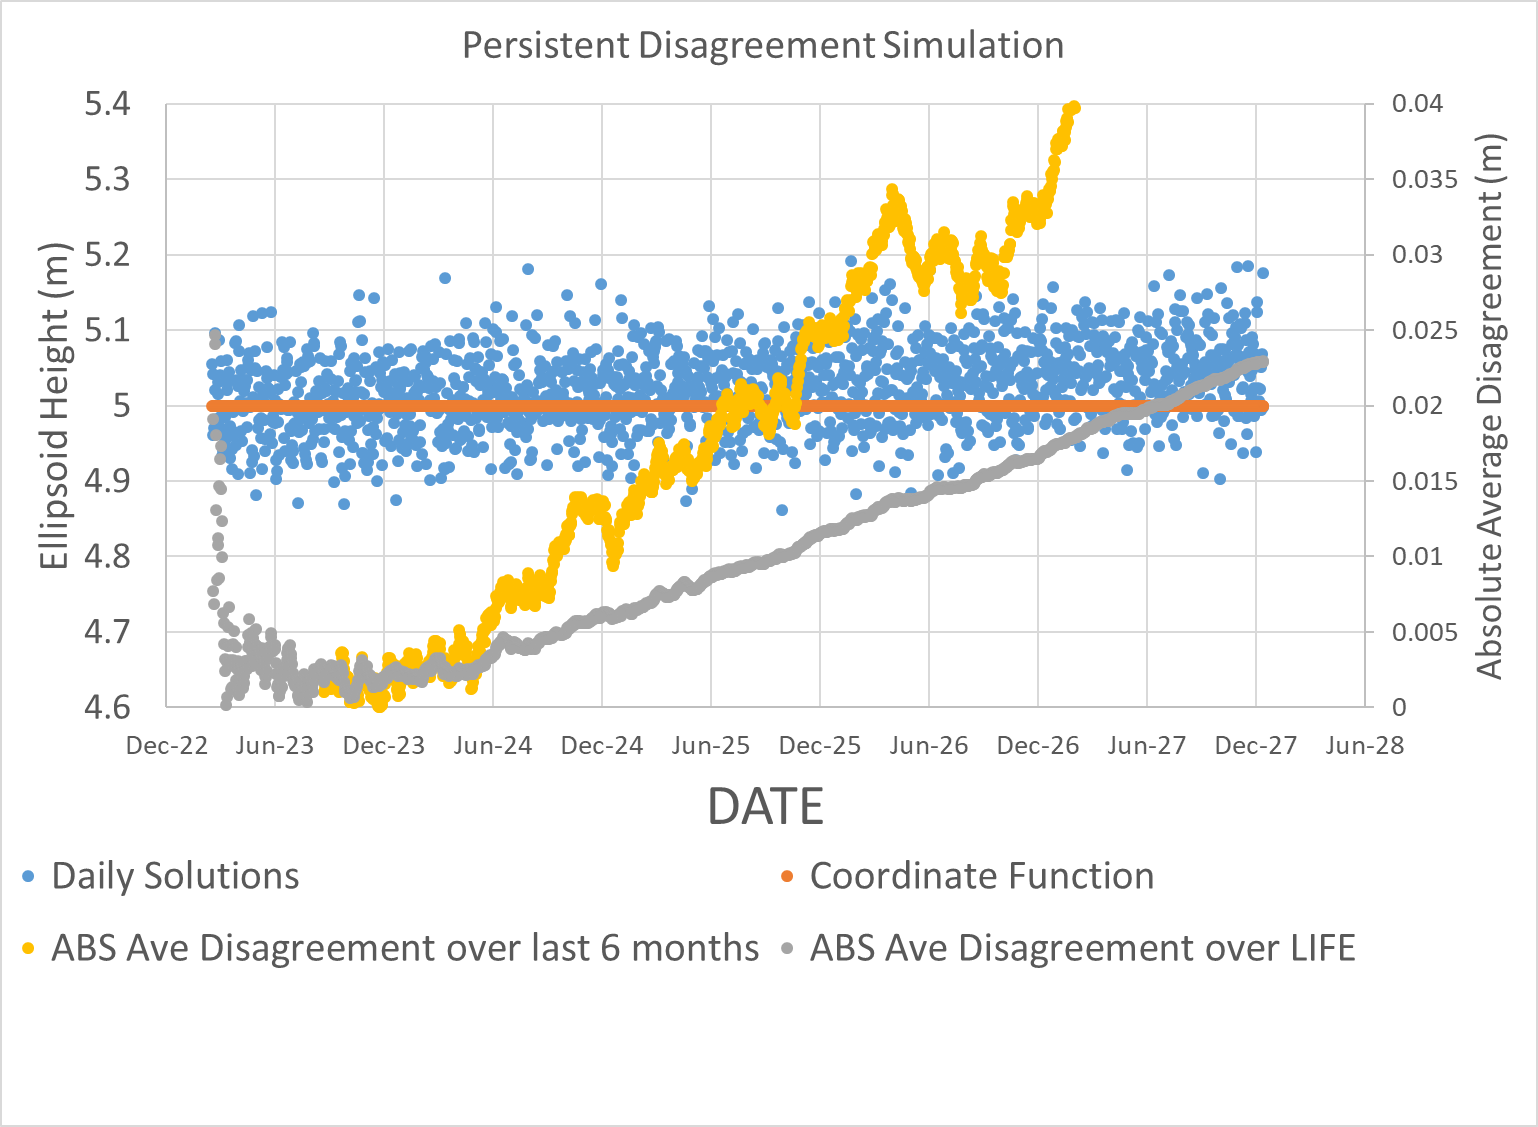 Persistent Disagreement Simulation
Ellipsoid Height (m)
5.4
5.3
5.2
5.1
5
4.9
4.8
4.7
4.6
0.04
0.035
0.03
0.025
0.02
0.015
0.01
0.005
0
Absolute Average Disagreement (m)
Dec-22 Jun-23 Dec-23 Jun-24 Dec-24 Jun-25 Dec-25 Jun-26 Dec-26 Jun-27 Dec-27 Jun-28
DATE
Daily Solutions
Coordinate Function
ABS Ave Disagreement over last 6 months
ABS Ave Disagreement over LIFE